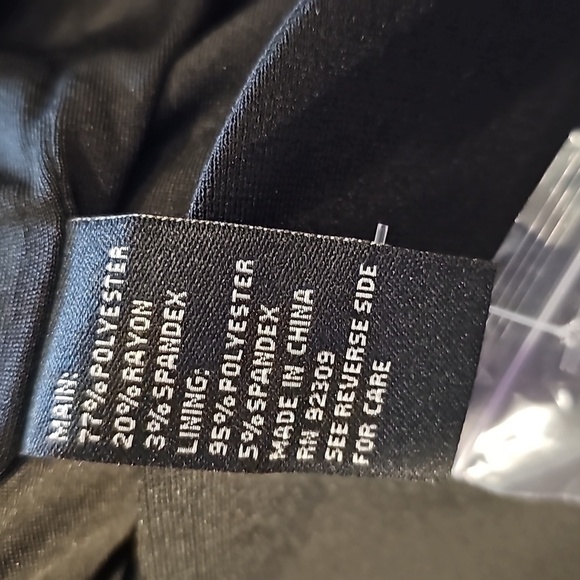 MAIN:
77% POLYESTER
20% RAYON
3% SPANDEX
LINING:
95% POLYESTER
5% SPANDEX
MADE IN CHINA
RN 92309
SEE REVERSE SIDE
FOR CARE